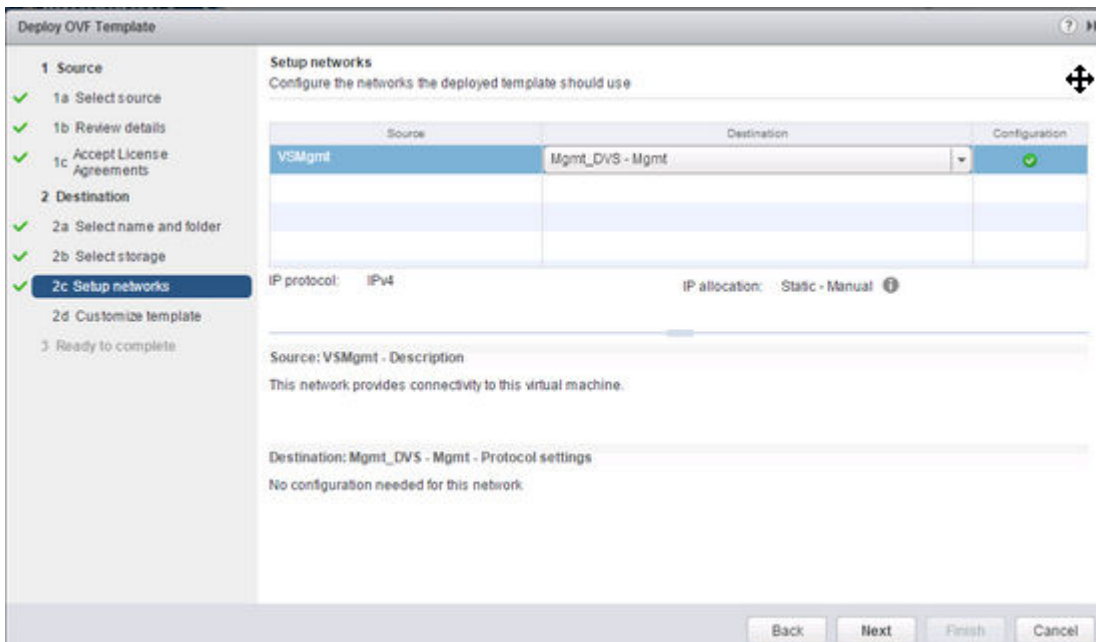 Deploy OVF Template
1 Source
1a Select source
1b Review details
1c Accept License
Agreements
2 Destination
2a Select name and folder
2b Select storage
2c Setup networks
2d Customize template
3 Ready to complete
Setup networks
Configure the networks the deployed template should use
Source Destination Configuration
VSMgmt Mgmt_DVS - Mgmt
IP protocol: IPv4 IP allocation: Static - Manual
Source: VSMgmt - Description
This network provides connectivity to this virtual machine.
Destination: Mgmt_DVS - Mgmt - Protocol settings
No configuration needed for this network
Back Next Finish Cancel